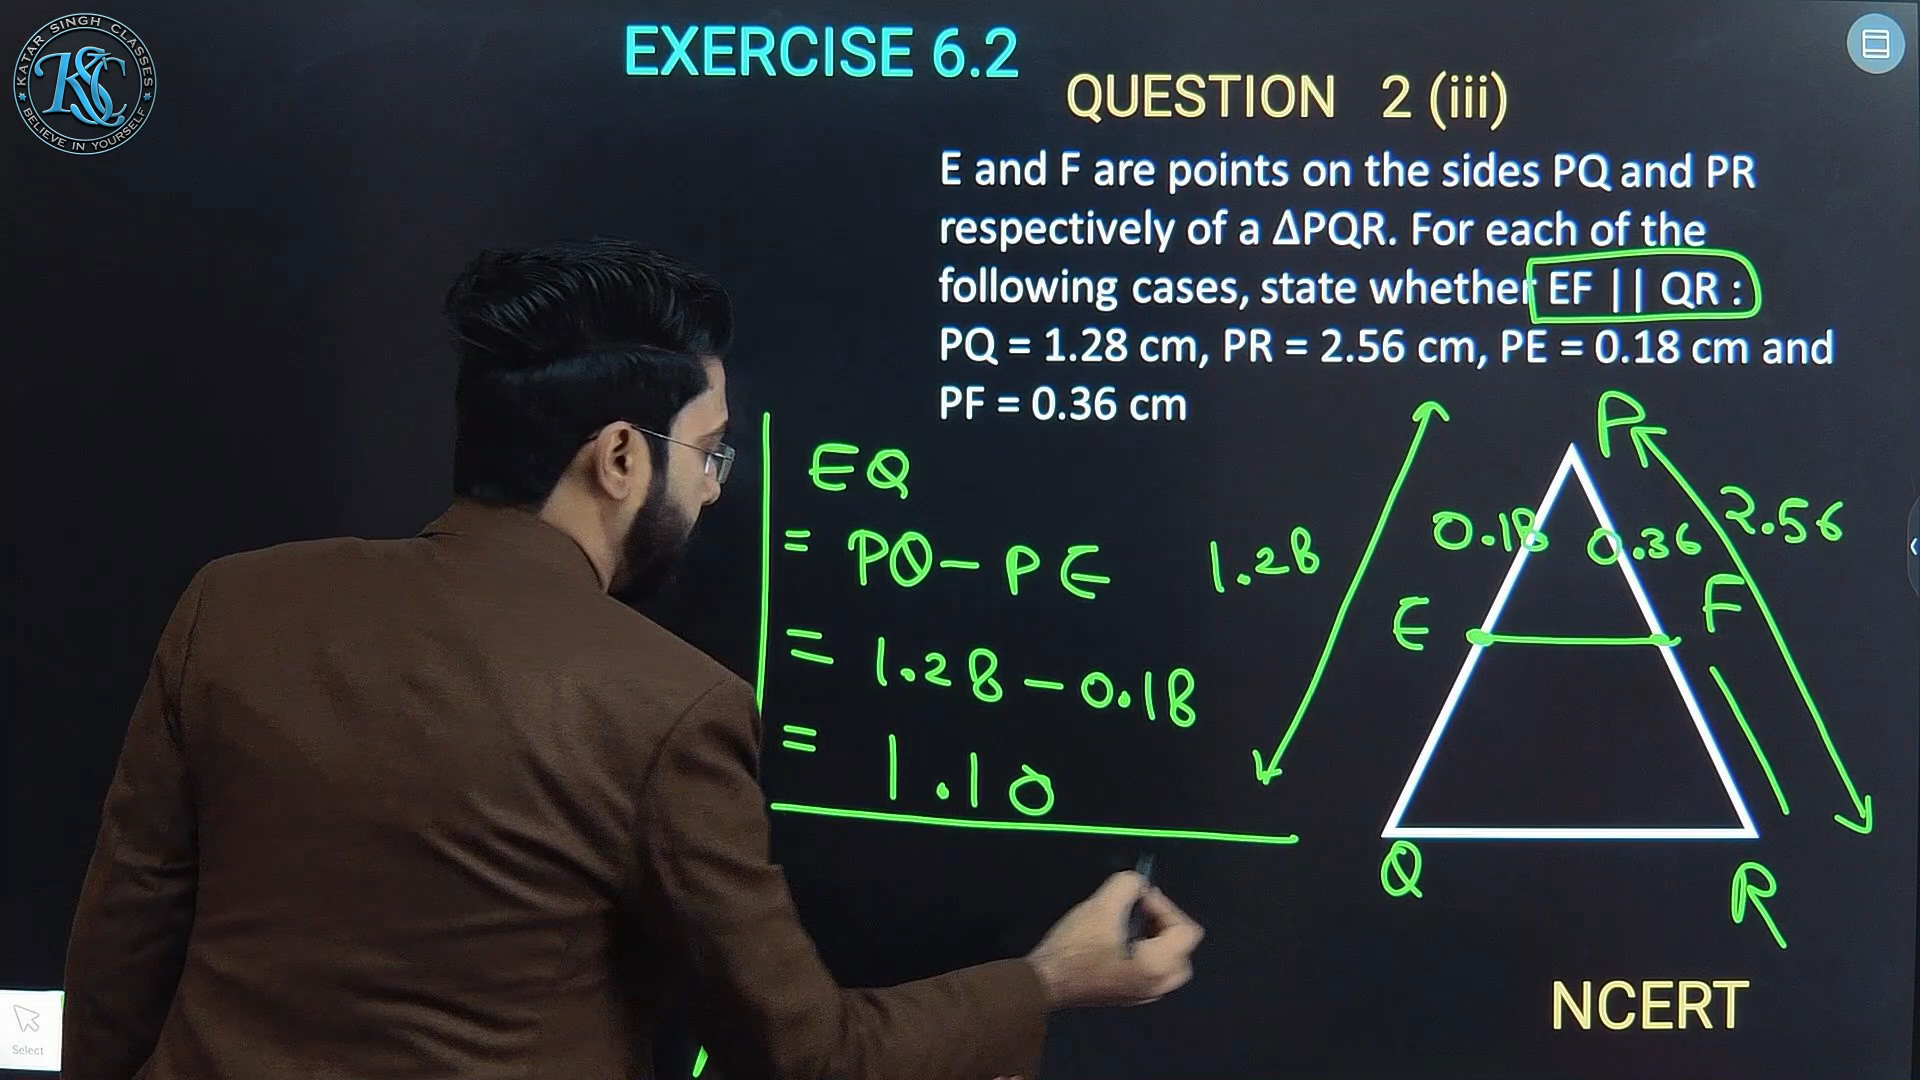 KATAR SINGH CLASSES
KSC
BELIEVE IN YOURSELF
EXERCISE 6.2
QUESTION 2 (iii)
E and F are points on the sides PQ and PR
respectively of a ΔPQR. For each of the
following cases, state whether EF || QR :
PQ = 1.28 cm, PR = 2.56 cm, PE = 0.18 cm and
PF = 0.36 cm
EQ
= PQ - PE
= 1.28 - 0.18
= 1.10
P
1.28
0.18
0.36
2.56
E
F
Q
R
NCERT
Select